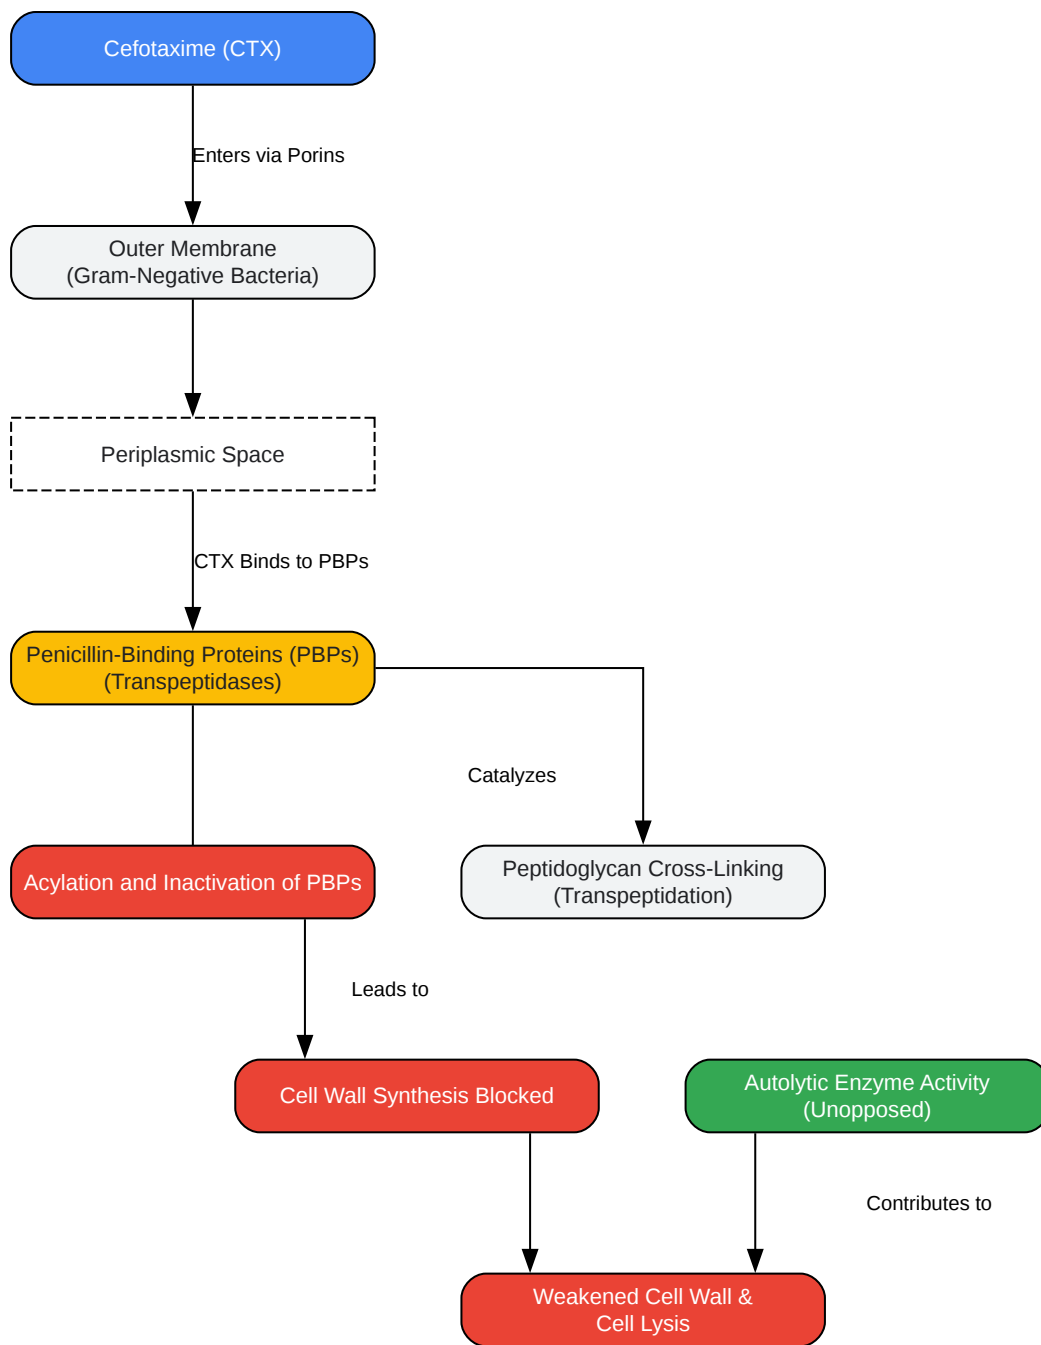 Cefotaxime (CTX)
Enters via Porins
Outer Membrane
(Gram-Negative Bacteria)
Periplasmic Space
CTX Binds to PBPs
Penicillin-Binding Proteins (PBPs)
(Transpeptidases)
Catalyzes
Acylation and Inactivation of PBPs
Peptidoglycan Cross-Linking
(Transpeptidation)
Leads to
Cell Wall Synthesis Blocked
Autolytic Enzyme Activity
(Unopposed)
Contributes to
Weakened Cell Wall &
Cell Lysis